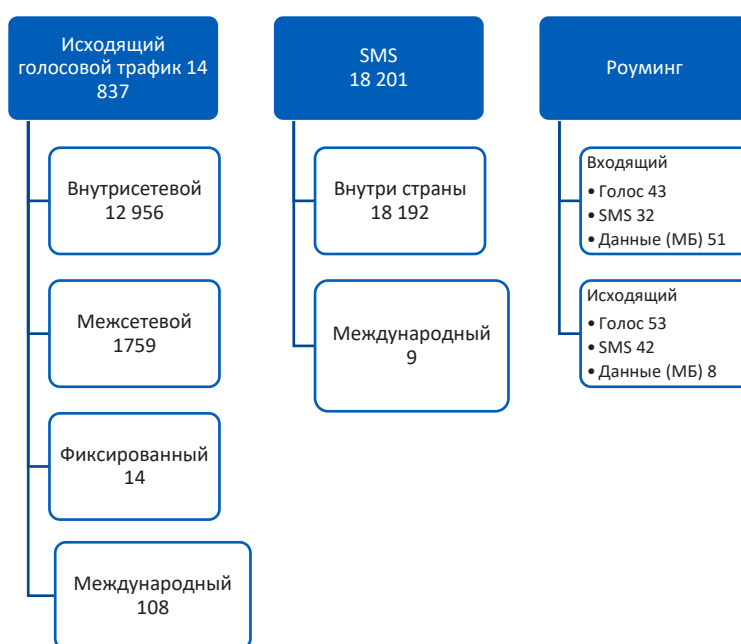 Исходящий
голосовой трафик 14
837
Внутрисетевой
12 956
Межсетевой
1759
Фиксированный
14
Международный
108
SMS
18 201
Внутри страны
18 192
Международный
9
Роуминг
Входящий
• Голос 43
• SMS 32
• Данные (МБ) 51
Исходящий
• Голос 53
• SMS 42
• Данные (МБ) 8